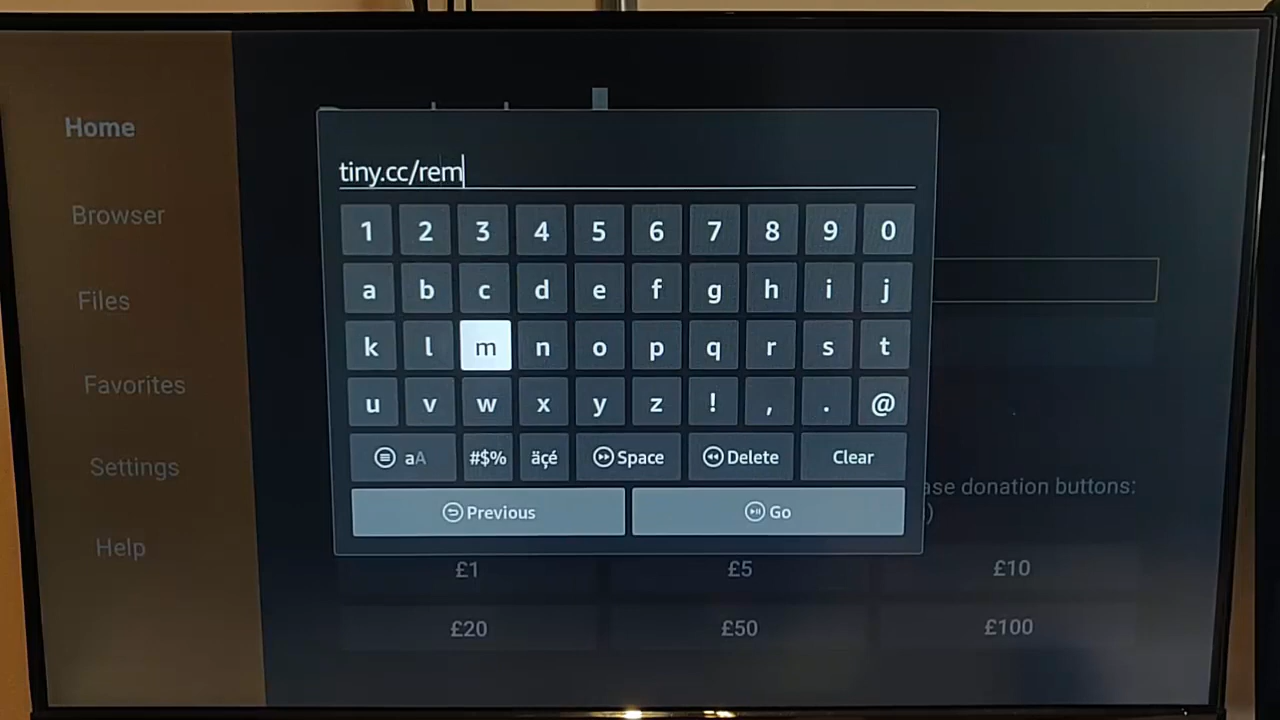 Home
Browser
Files
Favorites
Settings
Help
tiny.cc/rem
1 2 3 4 5 6 7 8 9 0
a b c d e f g h i j
k l m n o p q r s t
u v w x y z ! , . @
aA #$% äçé Space Delete Clear
Previous Go
donation buttons:
)
£1 £5 £10
£20 £50 £100